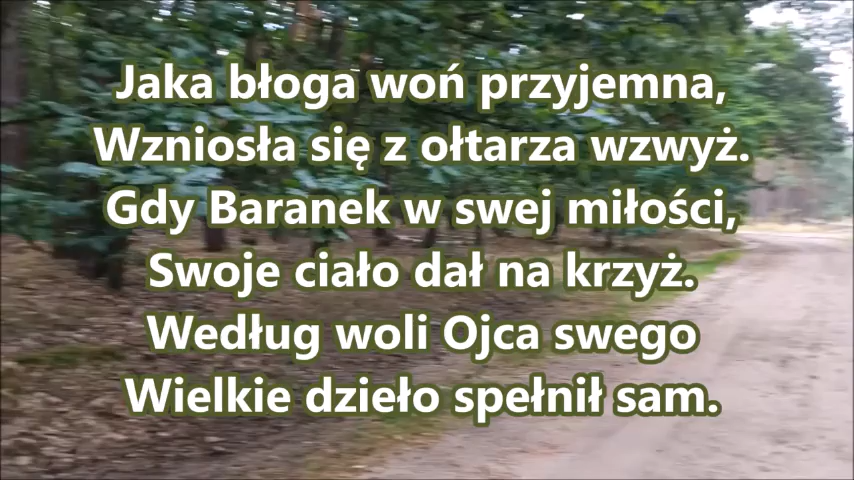 Jaka błoga woń przyjemna,
Wzniosła się z ołtarza wzwyż.
Gdy Baranek w swej miłości,
Swoje ciało dał na krzyż.
Według woli Ojca swego
Wielkie dzieło spełnił sam.